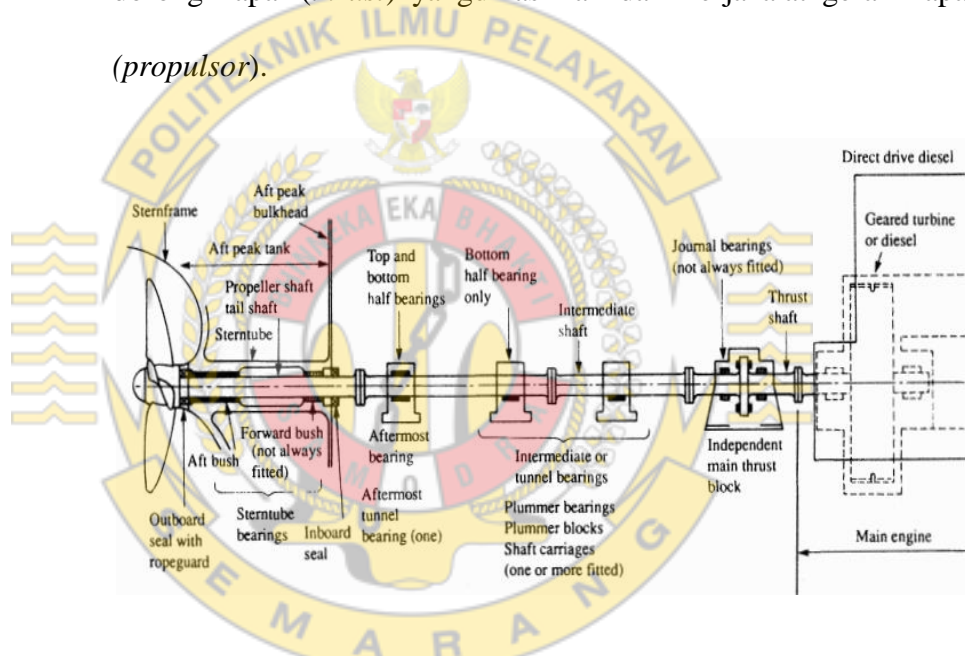 (propulsor).
POLITEKNIK ILMU PELAYARAN
SEMARANG
BHINNEKA EKA BHAKTI
Direct drive diesel
Geared turbine
or diesel
Aft peak
bulkhead
Sternframe
Aft peak tank
Propeller shaft
tail shaft
Sterntube
Top and
bottom
half bearings
Bottom
half bearing
only
Intermediate
shaft
Journal bearings
(not always fitted)
Thrust
shaft
Forward bush
(not always
fitted)
Aft bush
Sterntube
bearings
Outboard
seal with
ropeguard
Inboard
seal
Aftermost
bearing
Aftermost
tunnel
bearing (one)
Intermediate or
tunnel bearings
Plummer bearings
Plummer blocks
Shaft carriages
(one or more fitted)
Independent
main thrust
block
Main engine